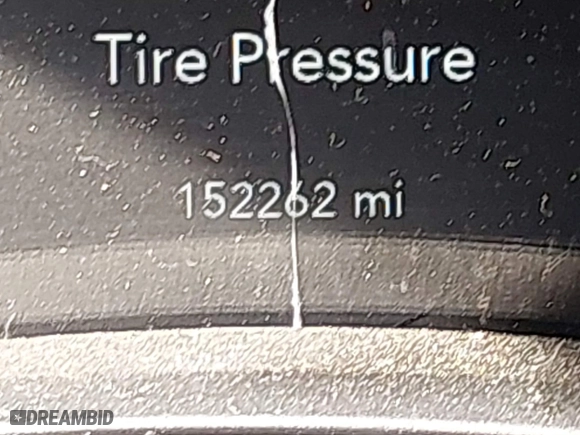 Tire Pressure
152262 mi
DREAMBID